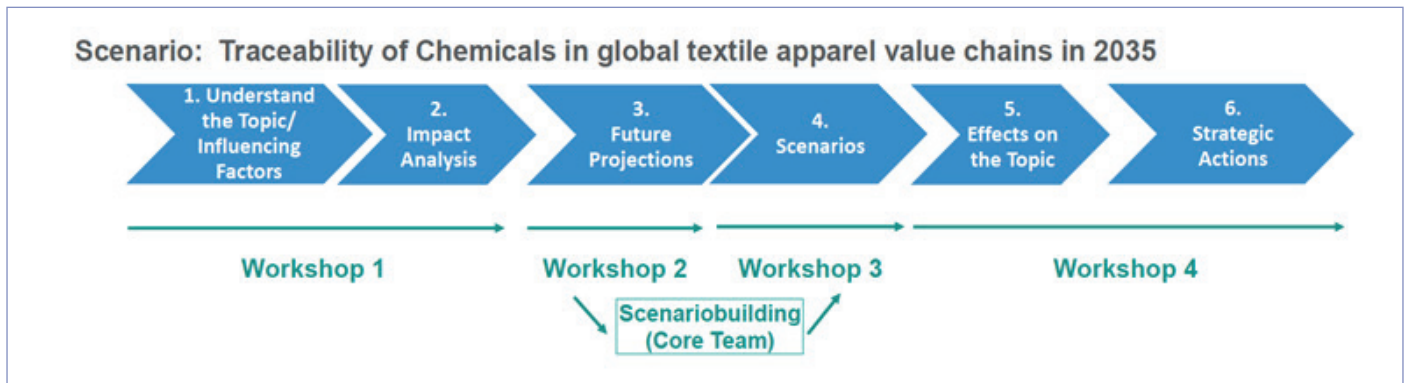 Scenario: Traceability of Chemicals in global textile apparel value chains in 2035
1. Understand
the Topic/
Influencing
Factors
2.
Impact
Analysis
3.
Future
Projections
4.
Scenarios
5.
Effects on
the Topic
6.
Strategic
Actions
Workshop 1
Workshop 2
Workshop 3
Workshop 4
Scenariobuilding
(Core Team)